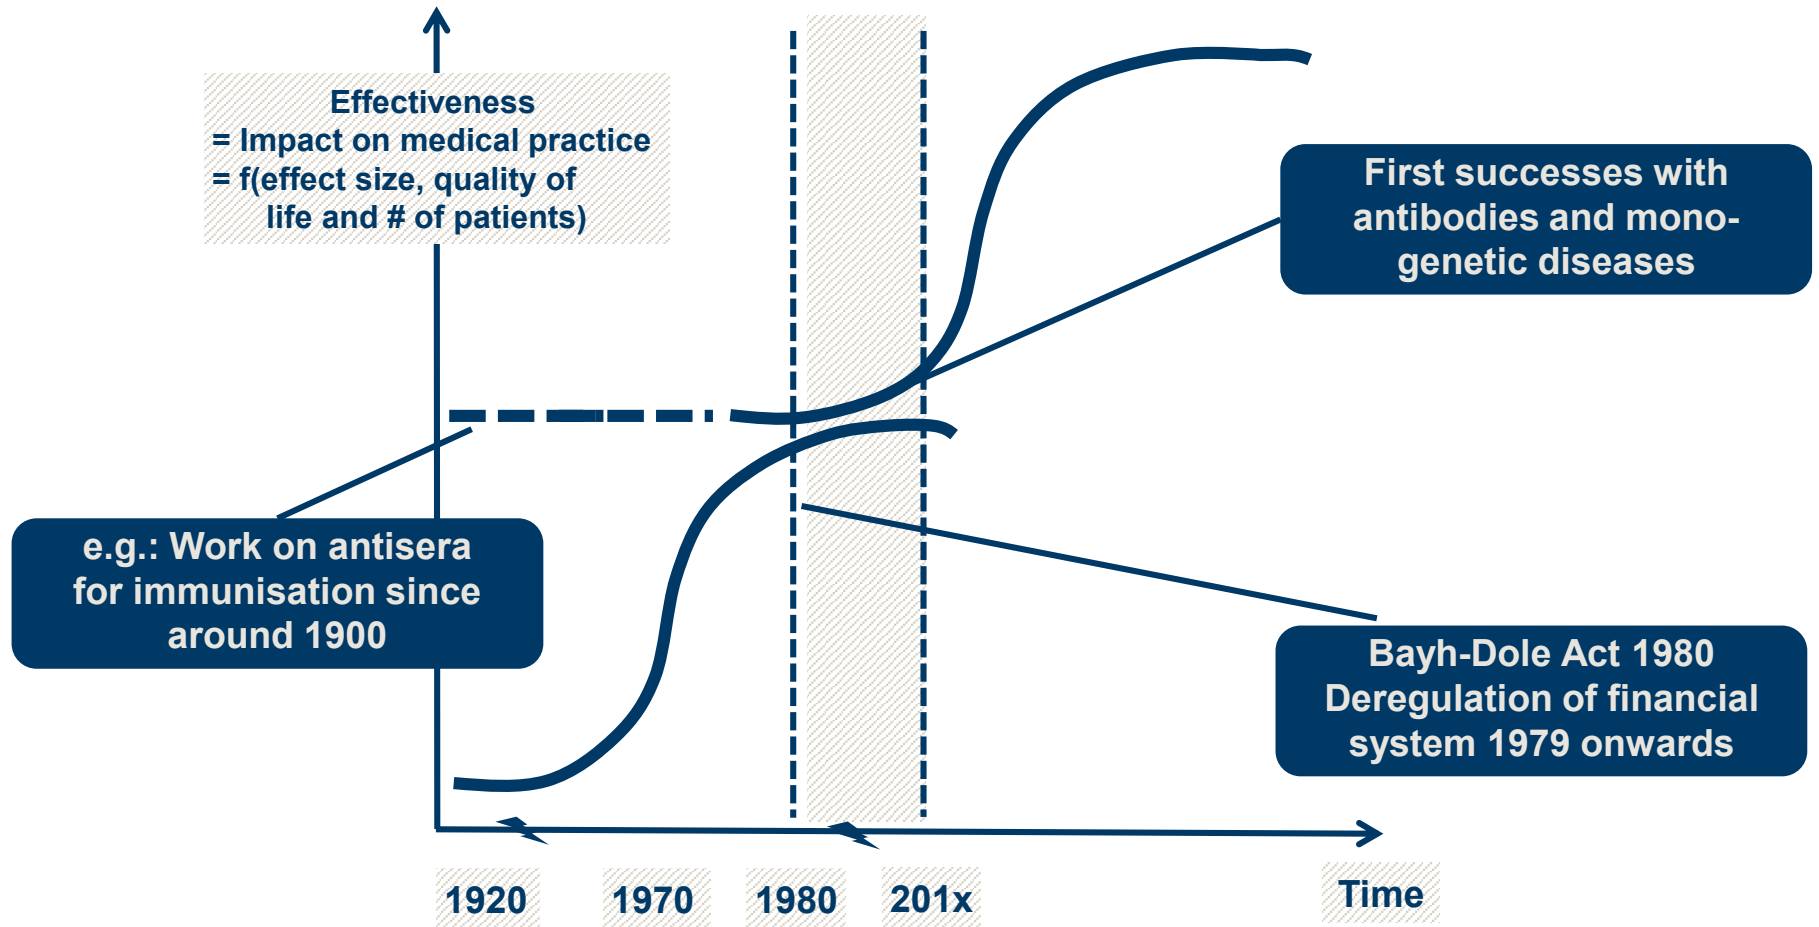 Effectiveness
= Impact on medical practice
= f(effect size, quality of
life and # of patients)
First successes with
antibodies and mono-
genetic diseases
e.g.: Work on antisera
for immunisation since
around 1900
Bayh-Dole Act 1980
Deregulation of financial
system 1979 onwards
1920
1970
1980
201x
Time